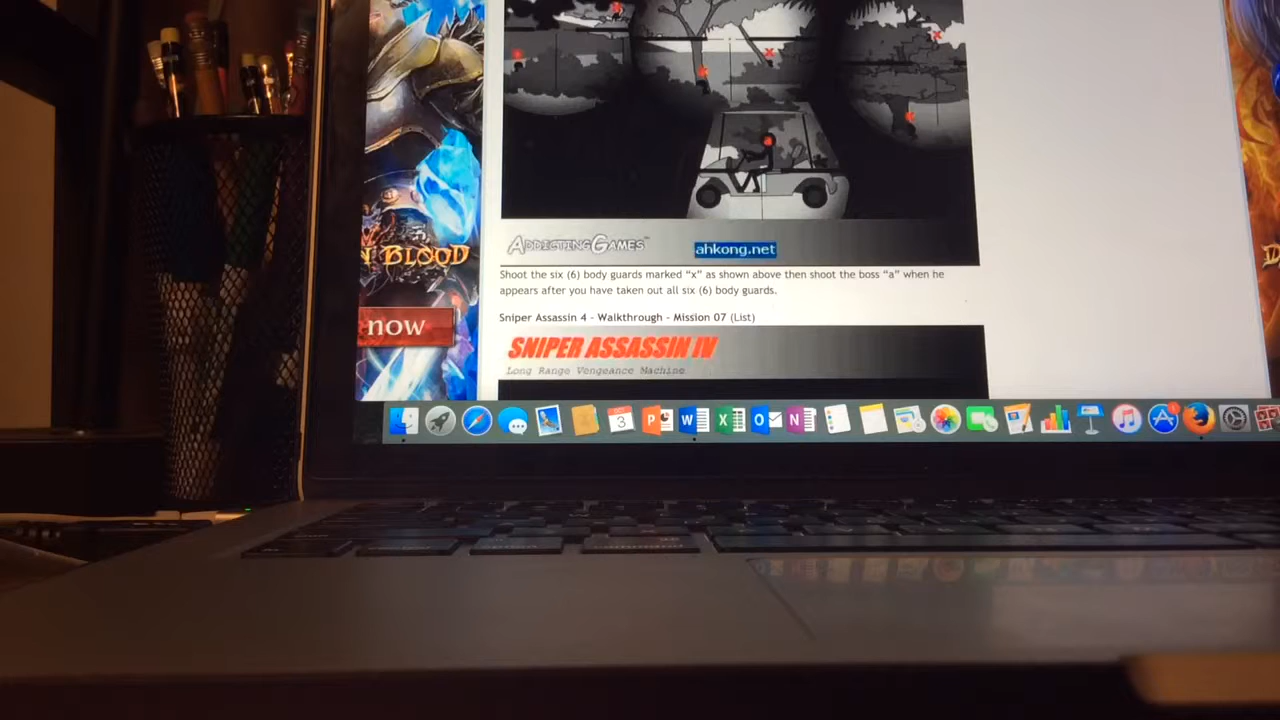 N BLOOD
now
ADDICTINGGAMES
ahkong.net
Shoot the six (6) body guards marked “x” as shown above then shoot the boss “a” when he
appears after you have taken out all six (6) body guards.
Sniper Assassin 4 - Walkthrough - Mission 07 (List)
SNIPER ASSASSIN IV
Long Range Vengeance Machine
3
P
W
X
O
N